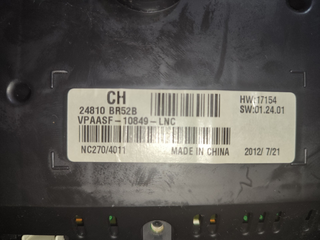 CH
24810 BR52B
VPAASF-10849-LNC
HW:17154
SW:01.24.01
NC270/4011
MADE IN CHINA
2012/7/21